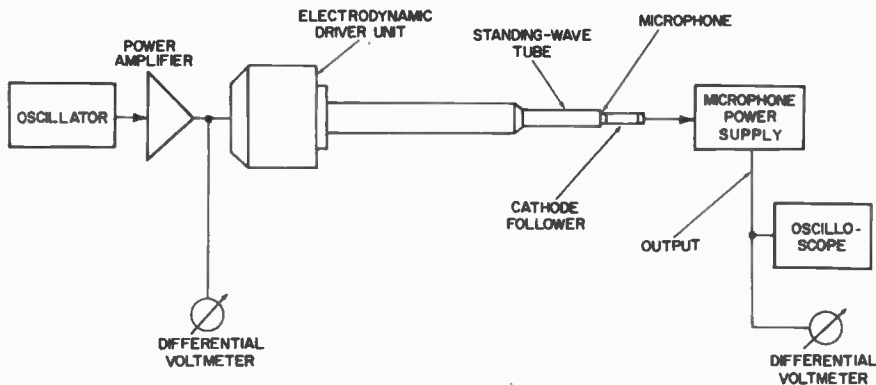 ELECTRODYNAMIC
DRIVER UNIT
POWER
AMPLIFIER
STANDING-WAVE
TUBE
MICROPHONE
OSCILLATOR
MICROPHONE
POWER
SUPPLY
CATHODE
FOLLOWER
OUTPUT
OSCILLO-
SCOPE
DIFFERENTIAL
VOLTMETER
DIFFERENTIAL
VOLTMETER